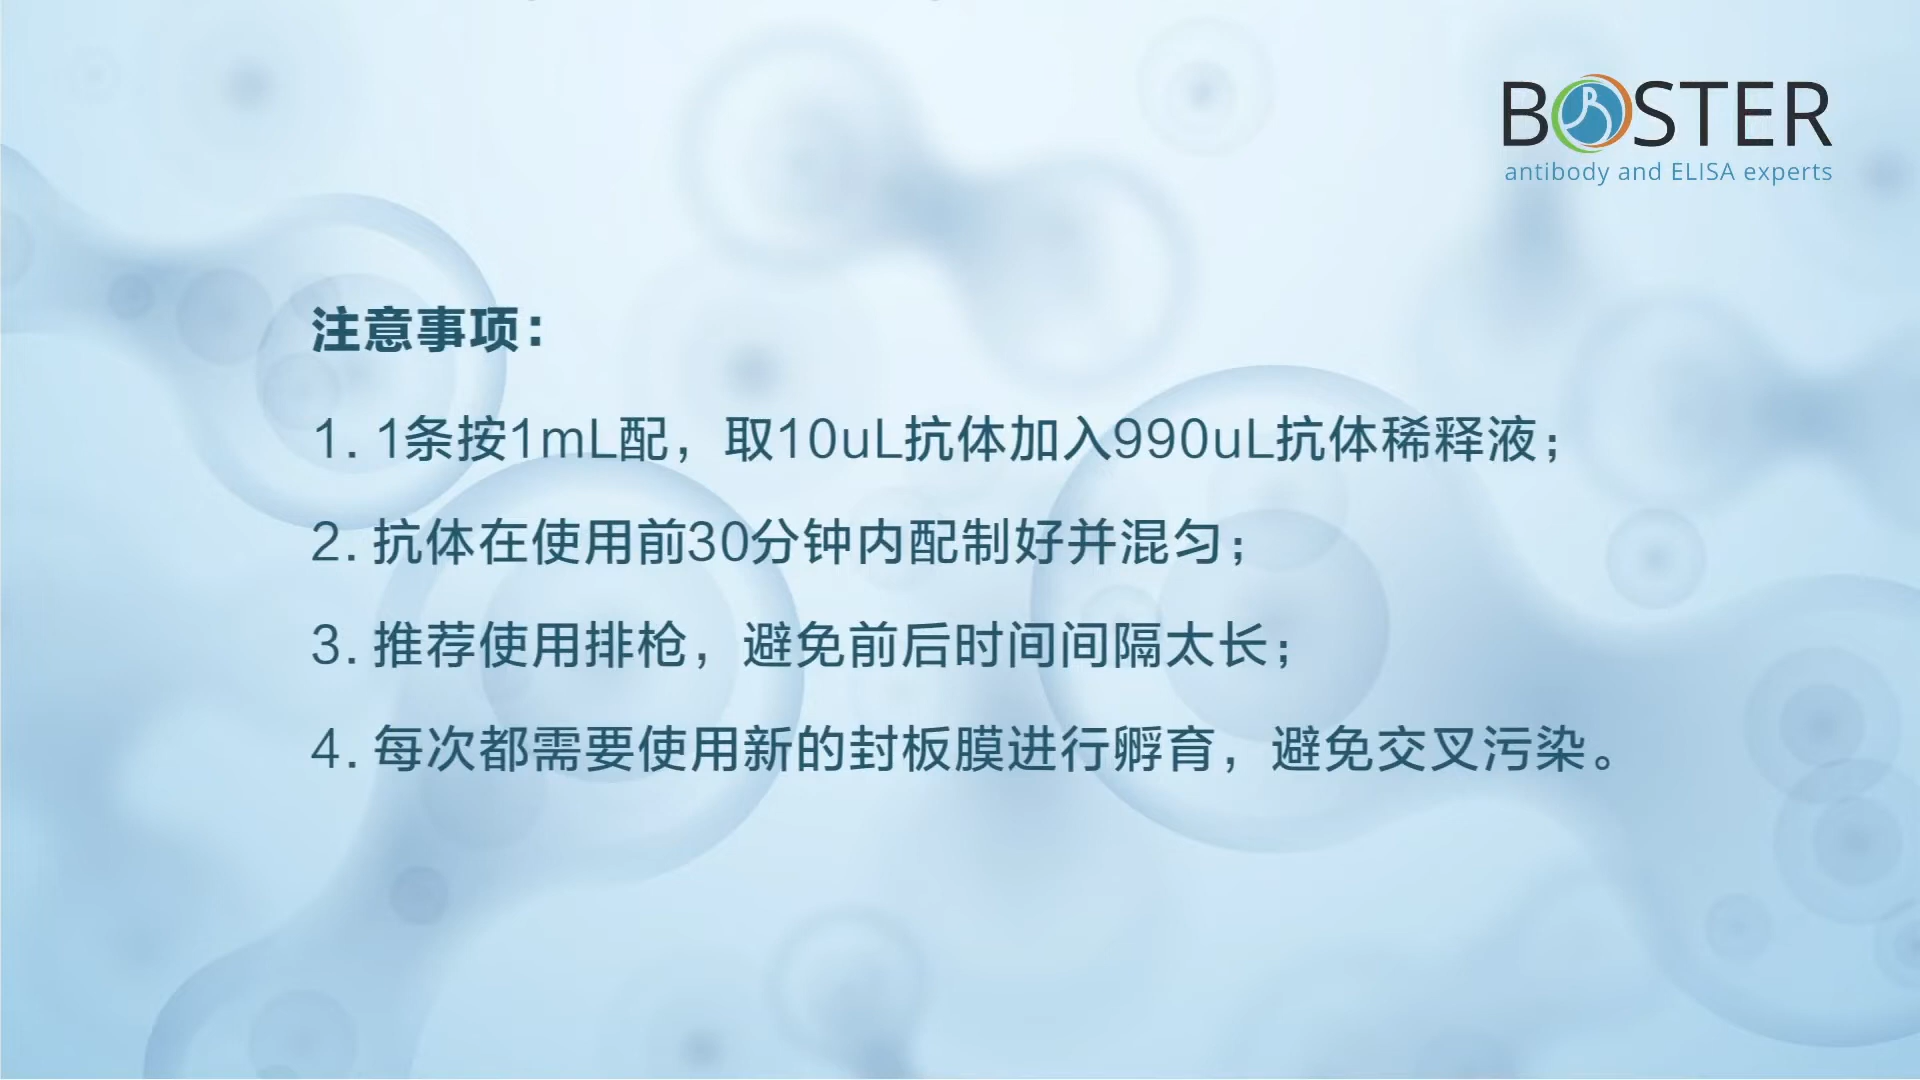 BOSTER
antibody and ELISA experts
注意事项：
1. 1条按1mL配，取10uL抗体加入990uL抗体稀释液；
2. 抗体在使用前30分钟内配制好并混匀；
3. 推荐使用排枪，避免前后时间间隔太长；
4. 每次都需要使用新的封板膜进行孵育，避免交叉污染。